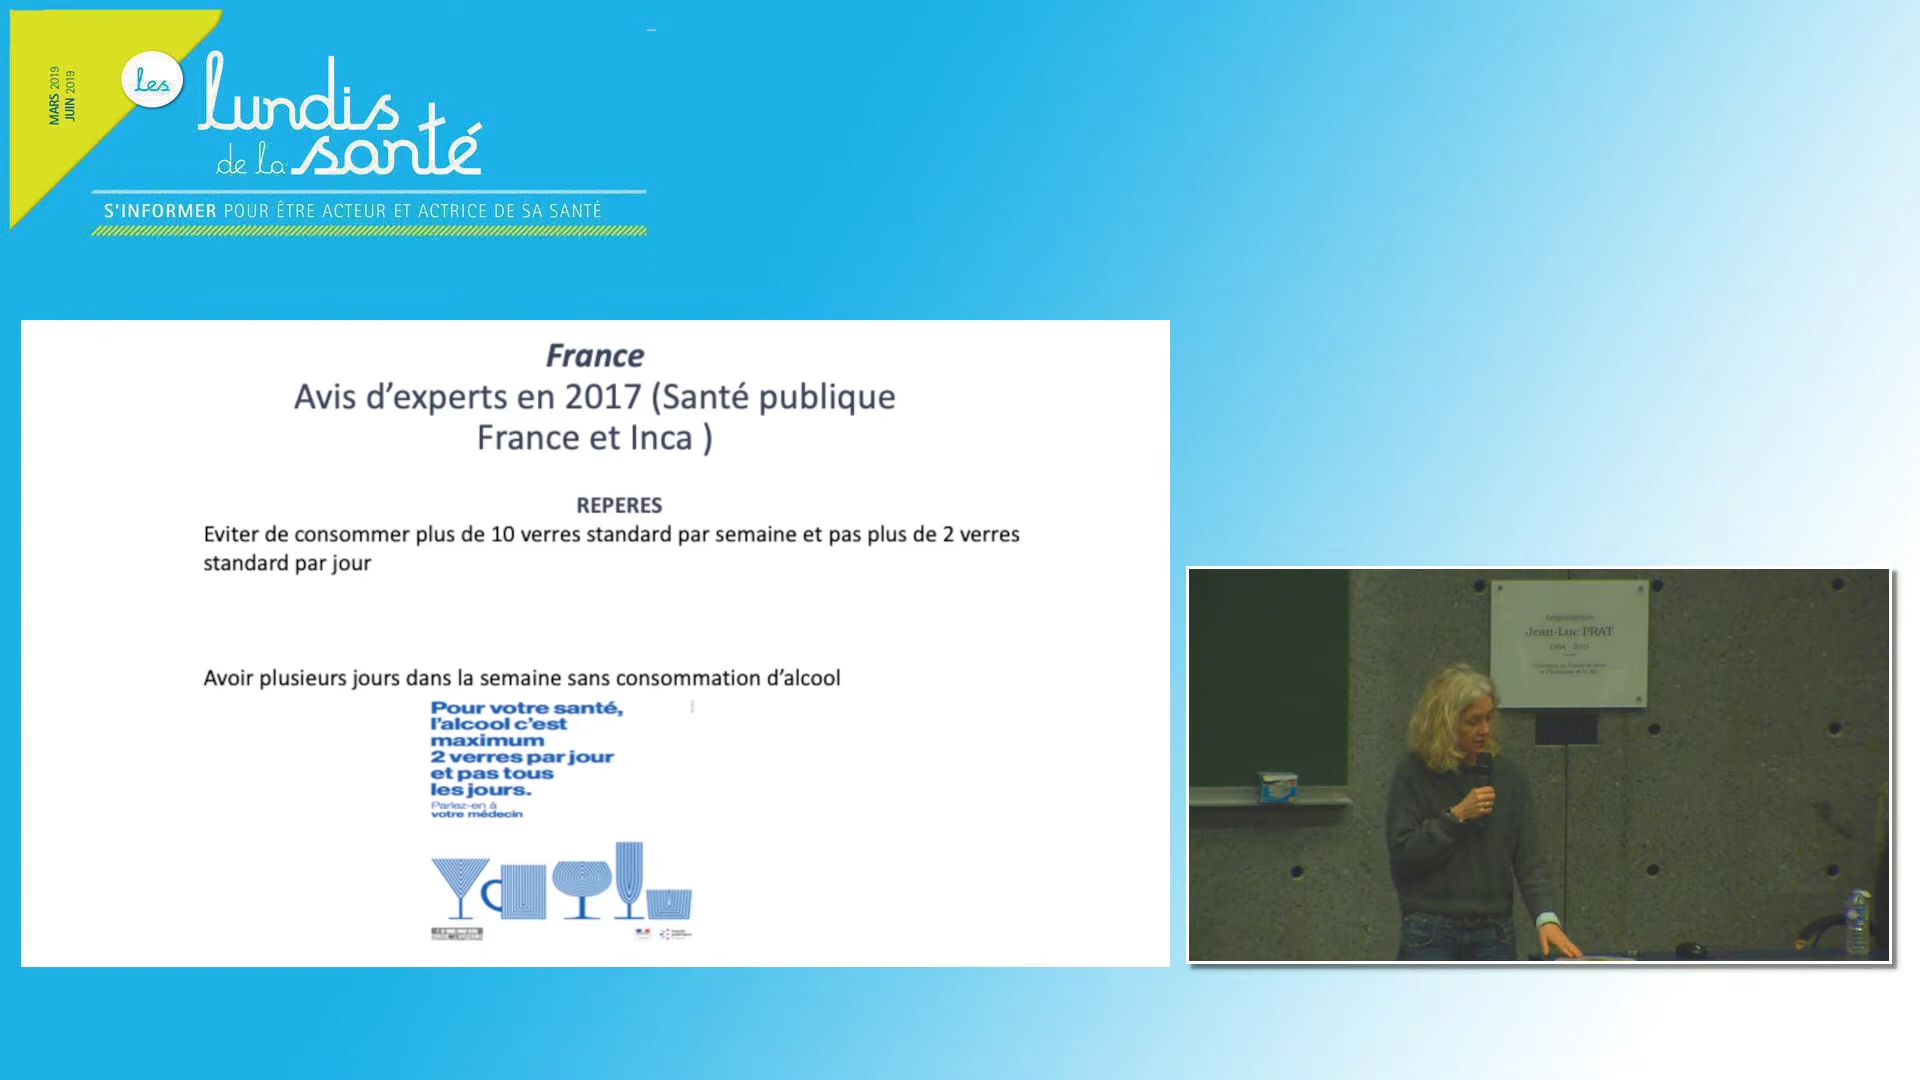 MARS 2019
JUIN 2019
les
lundis
de la santé
S'INFORMER POUR ÊTRE ACTEUR ET ACTRICE DE SA SANTÉ
France
Avis d'experts en 2017 (Santé publique
France et Inca )
REPERES
Eviter de consommer plus de 10 verres standard par semaine et pas plus de 2 verres
standard par jour
Avoir plusieurs jours dans la semaine sans consommation d'alcool
Pour votre santé,
l'alcool c'est
maximum
2 verres par jour
et pas tous
les jours.
Parlez-en à
votre médecin
Amphithéâtre
Jean-Luc PRAT